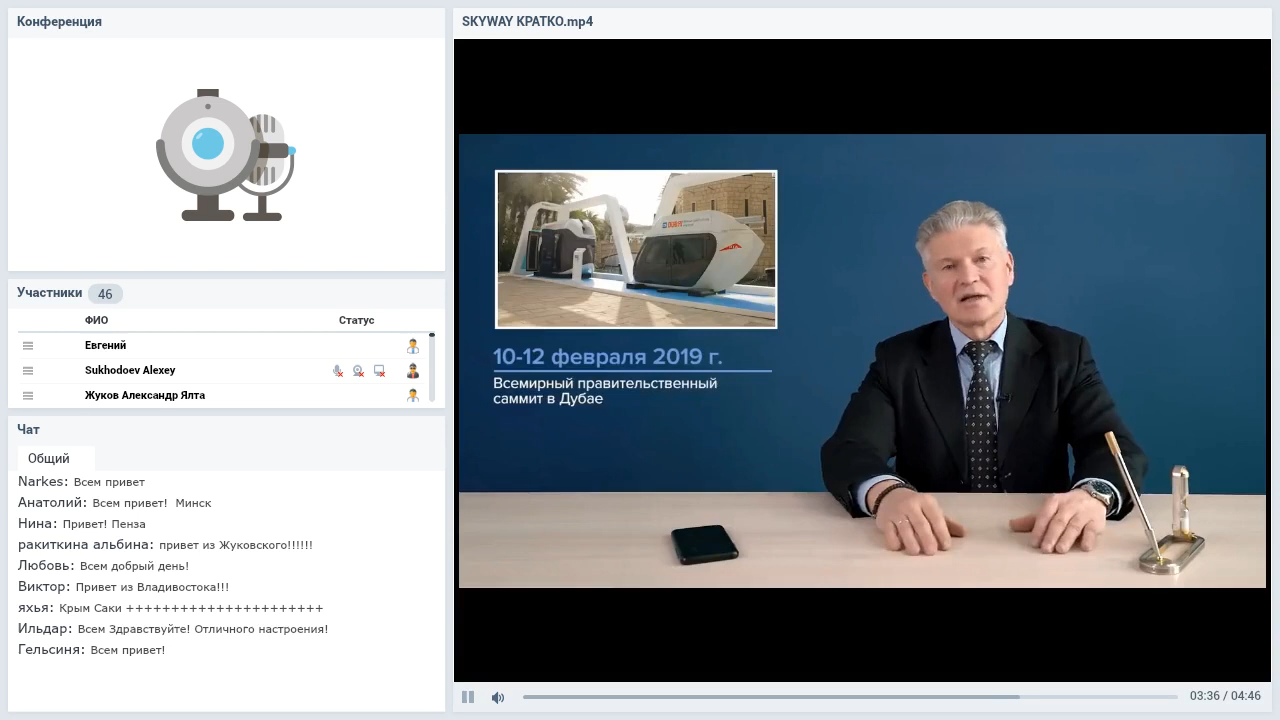 Конференция
SKYWAY КРАТКО.mp4
Участники 46
ФИО Статус
Евгений
Sukhodoev Alexey
Жуков Александр Ялта
Чат
Общий
Narkes: Всем привет
Анатолий: Всем привет! Минск
Нина: Привет! Пенза
ракиткина альбина: привет из Жуковского!!!!!!
Любовь: Всем добрый день!
Виктор: Привет из Владивостока!!!
яхья: Крым Саки ++++++++++++++++++++++
Ильдар: Всем Здравствуйте! Отличного настроения!
Гельсиня: Всем привет!
10-12 февраля 2019 г.
Всемирный правительственный
саммит в Дубае
03:36 / 04:46